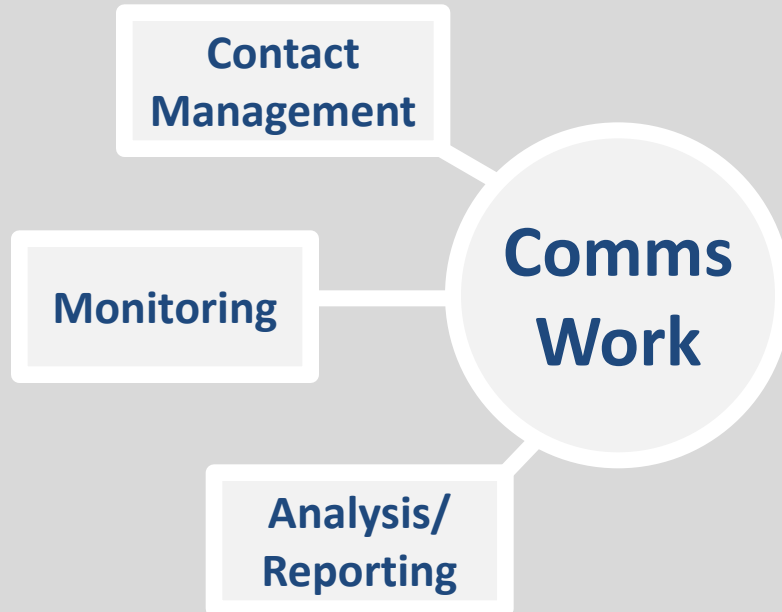 Contact
Management
Comms
Work
Monitoring
Analysis/
Reporting